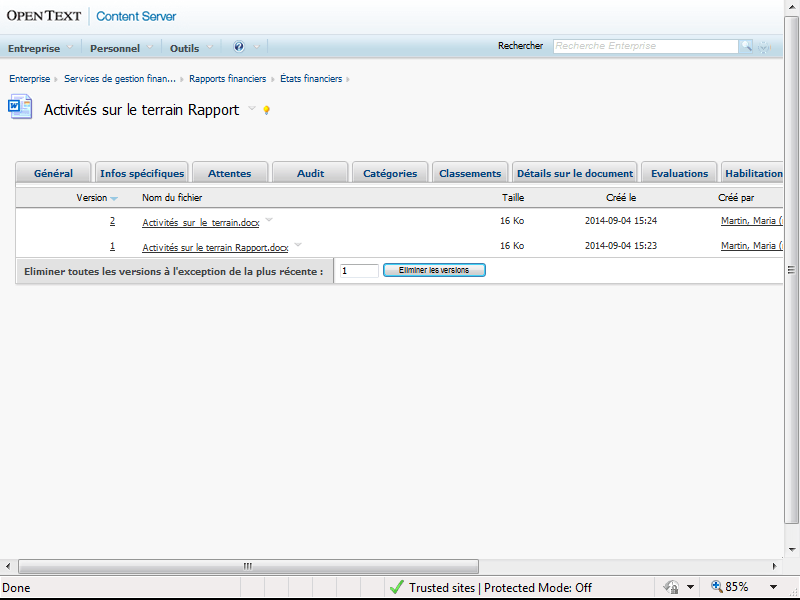 OPEN TEXT Content Server
Entreprise Personnel Outils Rechercher Recherche Enterprise
Enterprise Services de gestion finan... Rapports financiers États financiers
Activités sur le terrain Rapport
Général Infos spécifiques Attentes Audit Catégories Classements Détails sur le document Evaluations Habilitation
Version Nom du fichier Taille Créé le Créé par
2 Activités_sur_le_terrain.docx 16 Ko 2014-09-04 15:24 Martin, Maria (
1 Activités sur le terrain Rapport.docx 16 Ko 2014-09-04 15:23 Martin, Maria (
Eliminer toutes les versions à l'exception de la plus récente : 1 Eliminer les versions
Done Trusted sites | Protected Mode: Off 85%